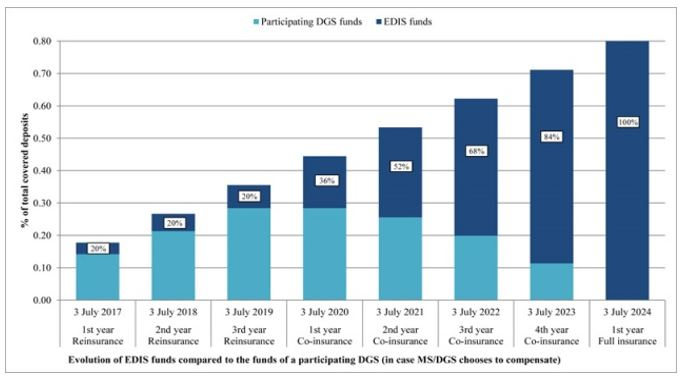 Participating DGS funds EDIS funds
0.80
0.70
0.60
0.50
0.40
0.30
0.20
0.10
0.00
% of total covered deposits
20% 20% 20% 36% 52% 68% 84% 100%
3 July 2017 3 July 2018 3 July 2019 3 July 2020 3 July 2021 3 July 2022 3 July 2023 3 July 2024
1st year 2nd year 3rd year 1st year 2nd year 3rd year 4th year 1st year
Reinsurance Reinsurance Reinsurance Co-insurance Co-insurance Co-insurance Co-insurance Full insurance
Evolution of EDIS funds compared to the funds of a participating DGS (in case MS/DGS chooses to compensate)